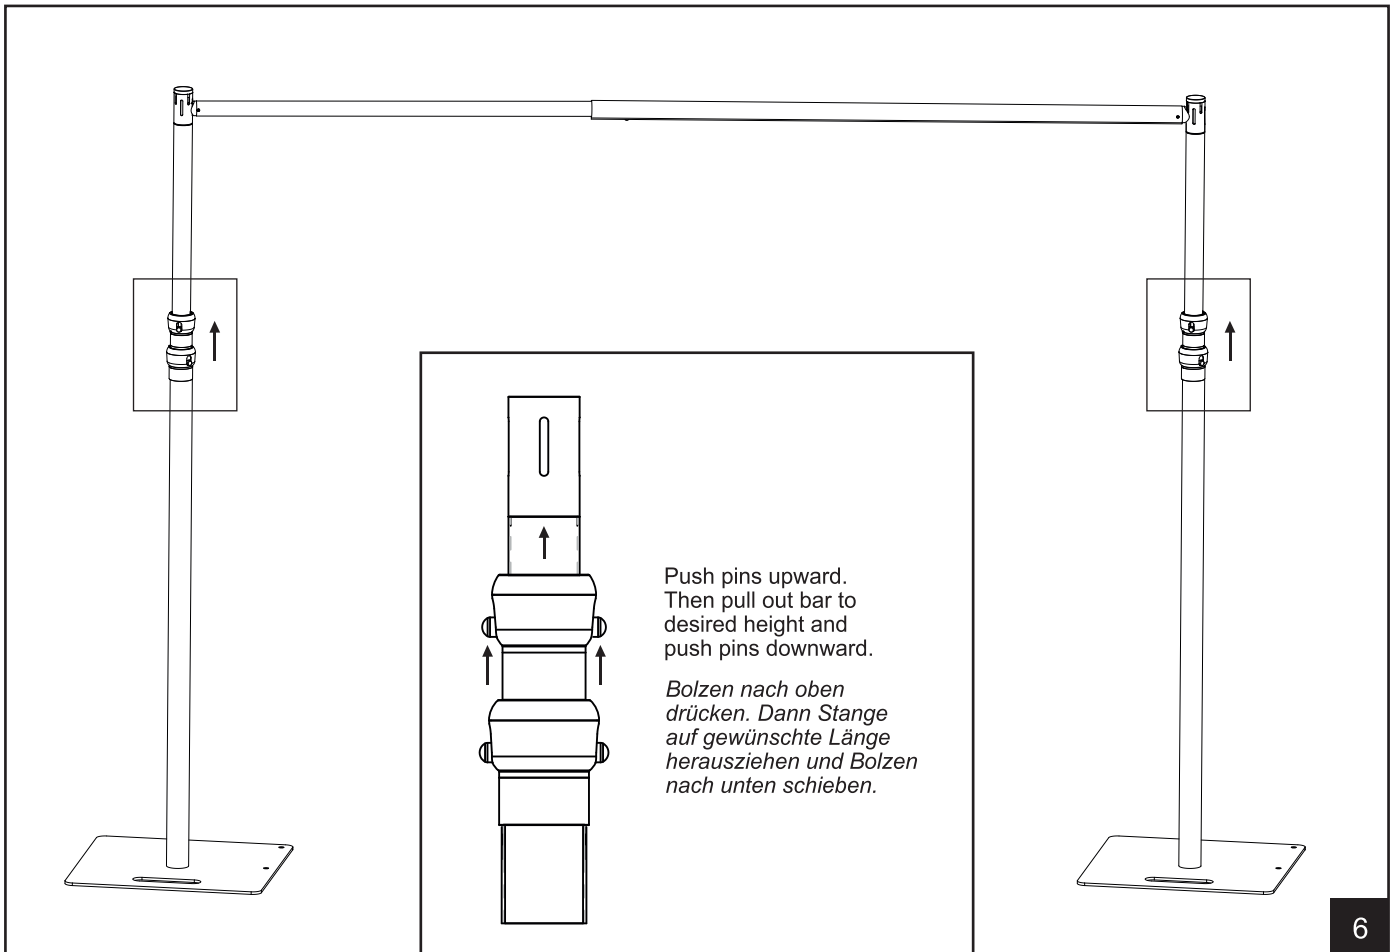 Push pins upward.
Then pull out bar to
desired height and
push pins downward.
Bolzen nach oben
drücken. Dann Stange
auf gewünschte Länge
herausziehen und Bolzen
nach unten schieben.
6